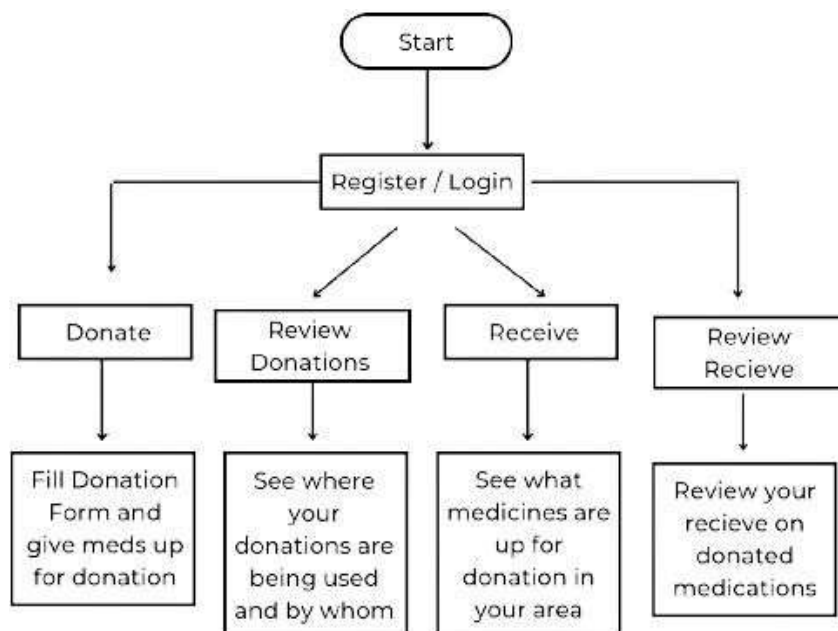 Start
Register / Login
Donate
Review
Donations
Receive
Review
Recieve
Fill Donation
Form and
give meds up
for donation
See where
your
donations are
being used
and by whom
See what
medicines are
up for
donation in
your area
Review your
recieve on
donated
medications